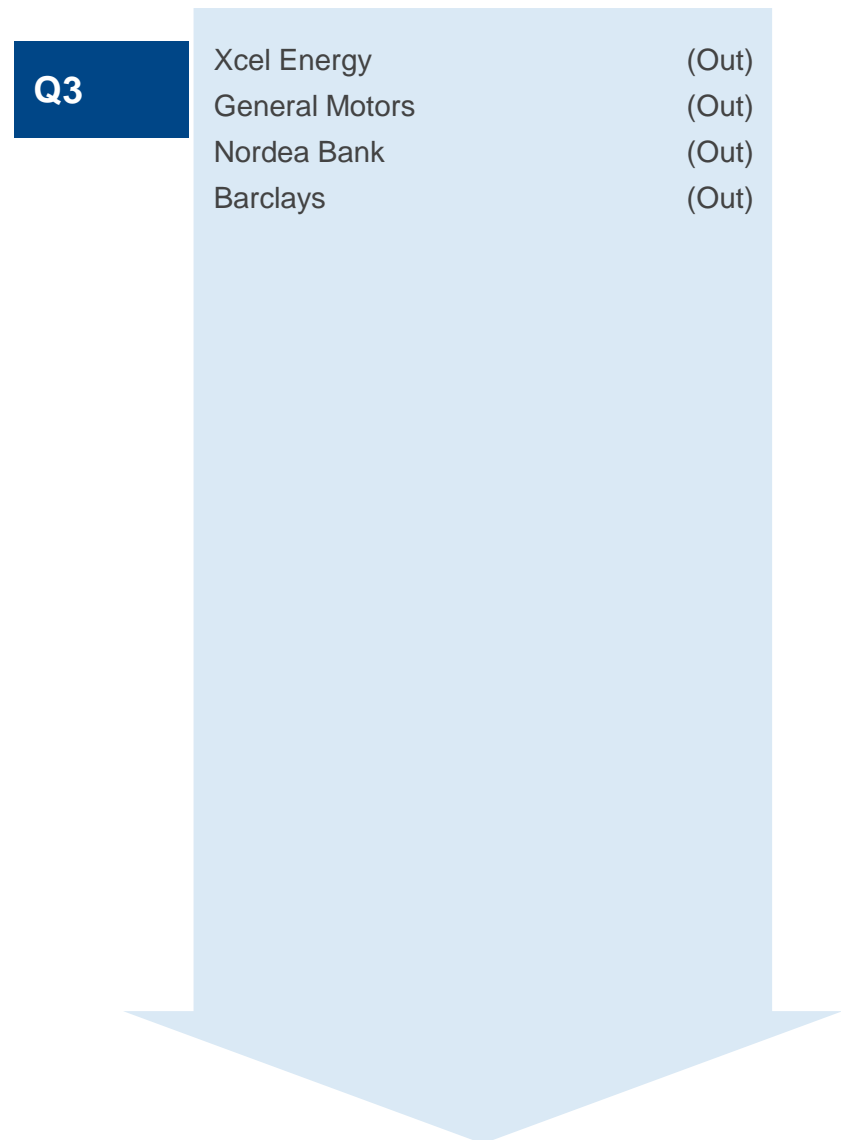 Q3
Xcel Energy (Out)
General Motors (Out)
Nordea Bank (Out)
Barclays (Out)